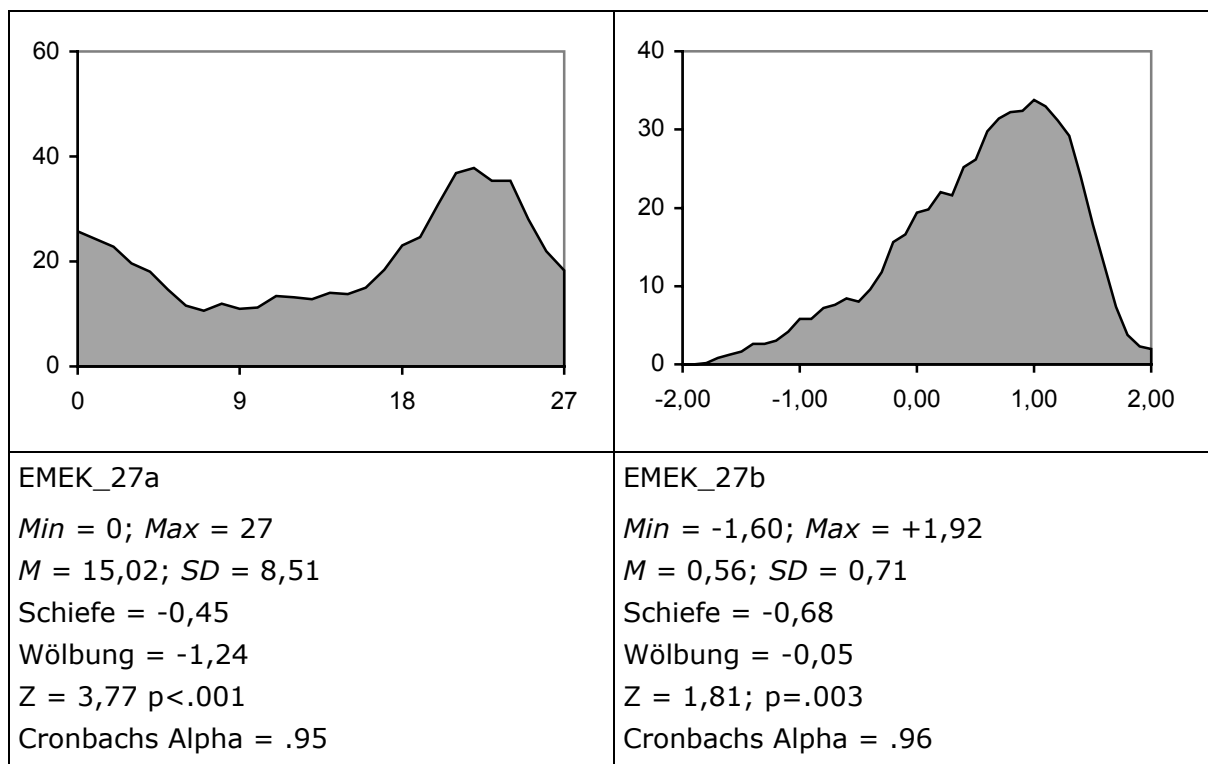 60
40
20
0
0 9 18 27
40
30
20
10
0
-2,00 -1,00 0,00 1,00 2,00
EMEK_27a
Min = 0; Max = 27
M = 15,02; SD = 8,51
Schiefe = -0,45
Wölbung = -1,24
Z = 3,77 p<.001
Cronbachs Alpha = .95
EMEK_27b
Min = -1,60; Max = +1,92
M = 0,56; SD = 0,71
Schiefe = -0,68
Wölbung = -0,05
Z = 1,81; p=.003
Cronbachs Alpha = .96